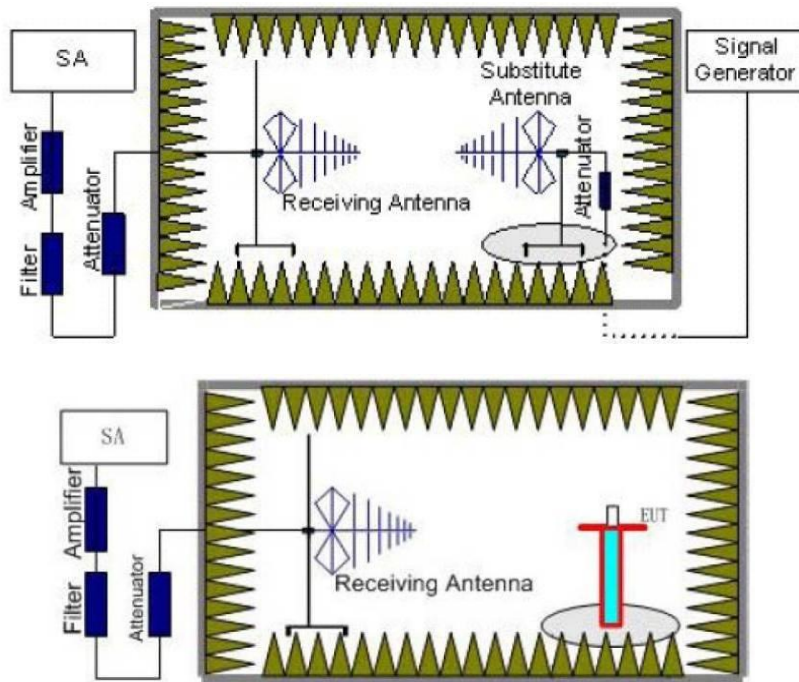 SA
Amplifier
Filter
Attenuator
Receiving Antenna
Substitute
Antenna
Attenuator
Signal
Generator
SA
Amplifier
Filter
Attenuator
Receiving Antenna
EUT